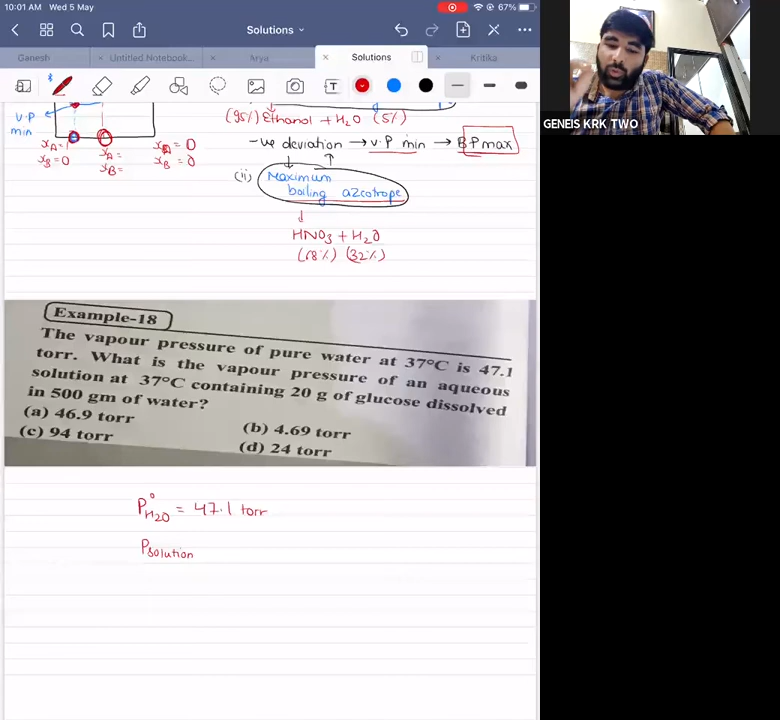 10:01 AM Wed 5 May
67%
Solutions
Ganesh
Untitled Notebook...
Arya
Solutions
Kritika
GENEIS KRK TWO
V.P
min
xA = 1
xB = 0
xA =
xB =
xA = 0
xB = 0
(95%) Ethanol + H2O (5%)
-ve deviation → V.P min → B.P max
(ii) Maximum
boiling azeotrope
HNO3 + H2O
(68%) (32%)
Example-18
The vapour pressure of pure water at 37°C is 47.1
torr. What is the vapour pressure of an aqueous
solution at 37°C containing 20 g of glucose dissolved
in 500 gm of water?
(a) 46.9 torr
(b) 4.69 torr
(c) 94 torr
(d) 24 torr
P°H2O = 47.1 torr
Psolution